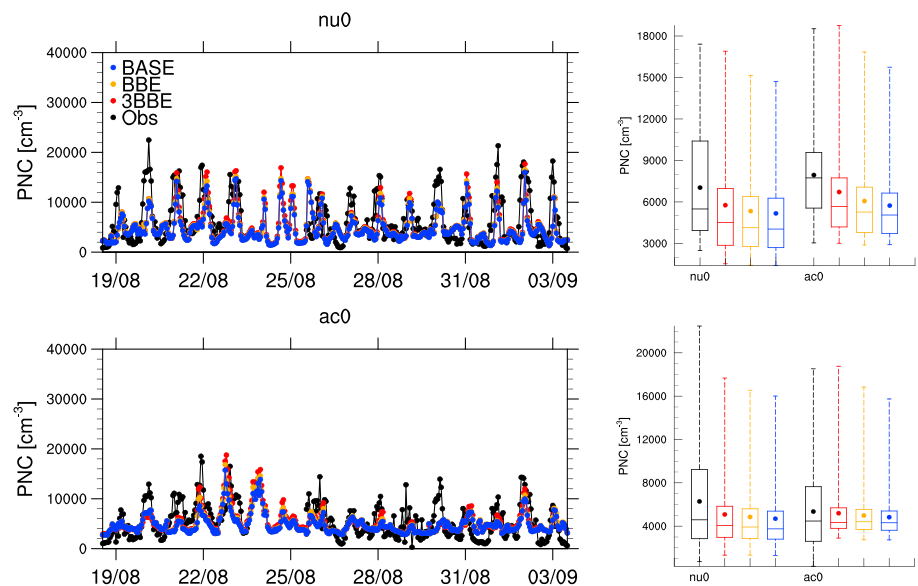 nu0
40000
30000
20000
10000
0
PNC [cm-3]
BASE
BBE
3BBE
Obs
19/08 22/08 25/08 28/08 31/08 03/09
18000
15000
12000
9000
6000
3000
PNC [cm-3]
nu0 ac0
ac0
40000
30000
20000
10000
0
PNC [cm-3]
19/08 22/08 25/08 28/08 31/08 03/09
20000
16000
12000
8000
4000
PNC [cm-3]
nu0 ac0